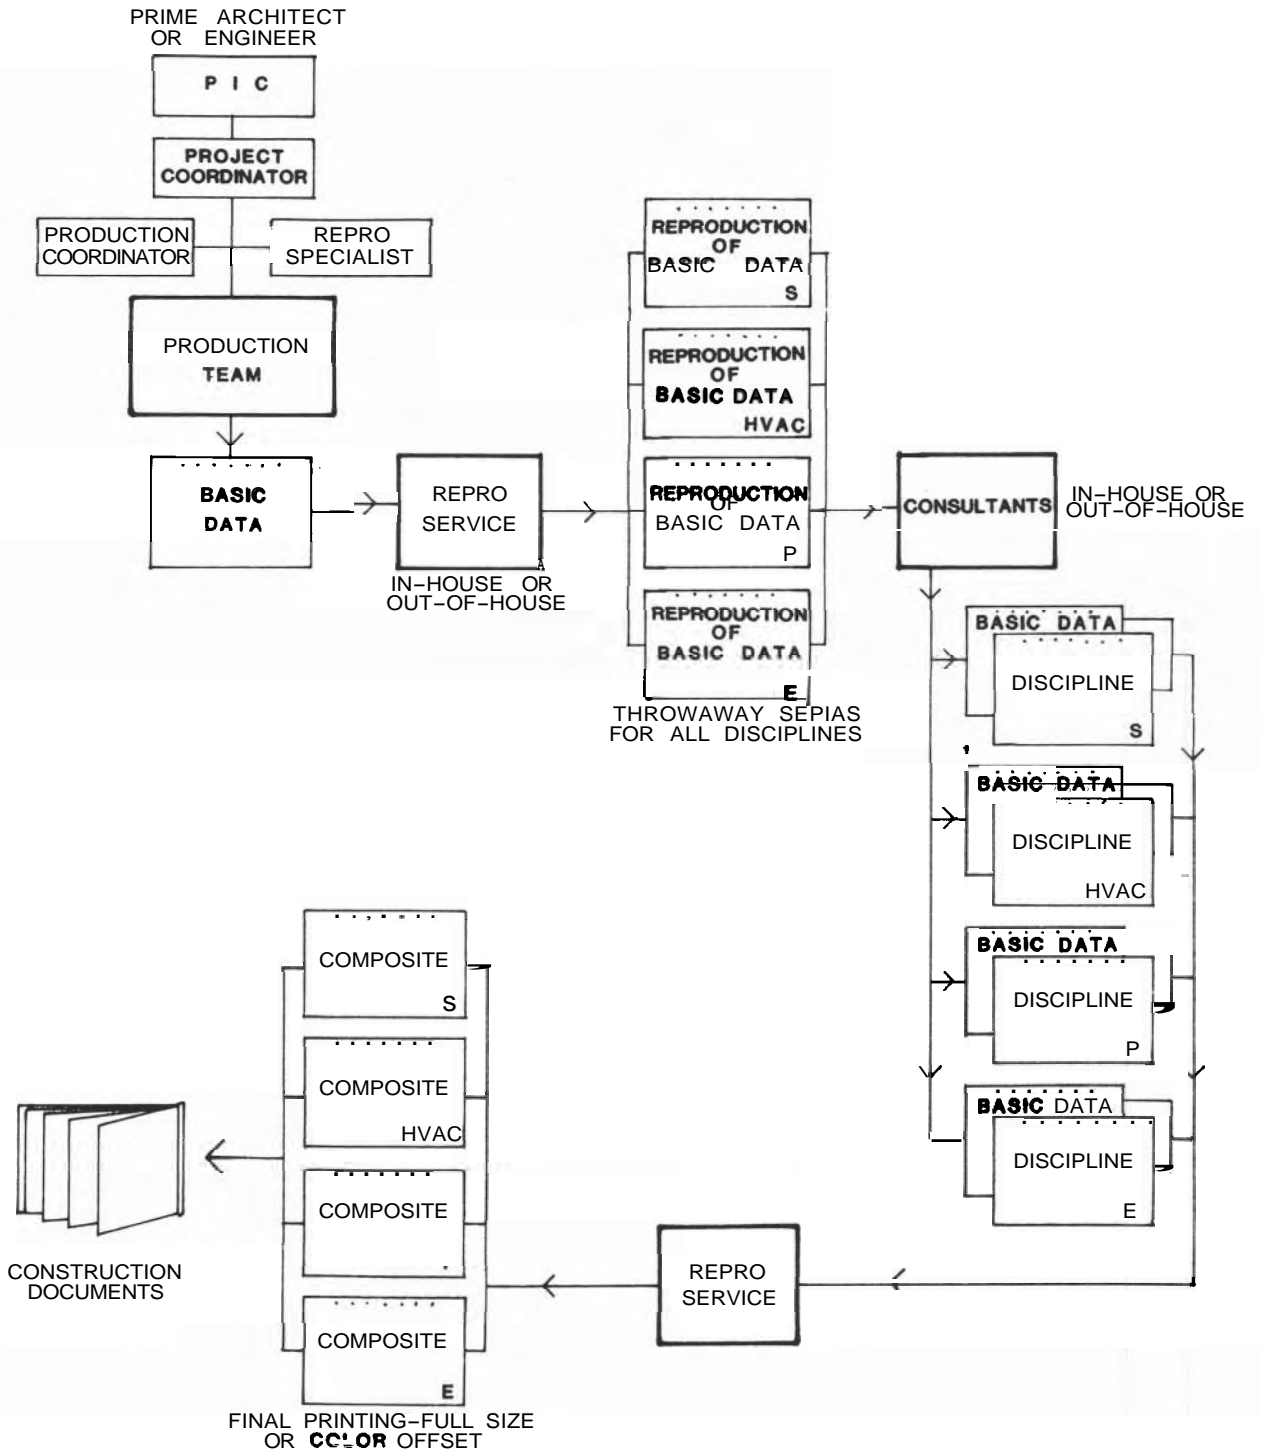 PRIME ARCHITECT
OR ENGINEER
P I C
PROJECT
COORDINATOR
PRODUCTION
COORDINATOR
REPRO
SPECIALIST
PRODUCTION
TEAM
BASIC
DATA
REPRO
SERVICE
IN-HOUSE OR
OUT-OF-HOUSE
REPRODUCTION
OF
BASIC DATA
S
REPRODUCTION
OF
BASIC DATA
HVAC
REPRODUCTION
OF
BASIC DATA
P
REPRODUCTION
OF
BASIC DATA
E
THROWAWAY SEPIAS
FOR ALL DISCIPLINES
CONSULTANTS
IN-HOUSE OR
OUT-OF-HOUSE
BASIC DATA
DISCIPLINE
S
BASIC DATA
DISCIPLINE
HVAC
BASIC DATA
DISCIPLINE
P
BASIC DATA
DISCIPLINE
E
REPRO
SERVICE
COMPOSITE
S
COMPOSITE
HVAC
COMPOSITE
COMPOSITE
E
FINAL PRINTING-FULL SIZE
OR COLOR OFFSET
CONSTRUCTION
DOCUMENTS